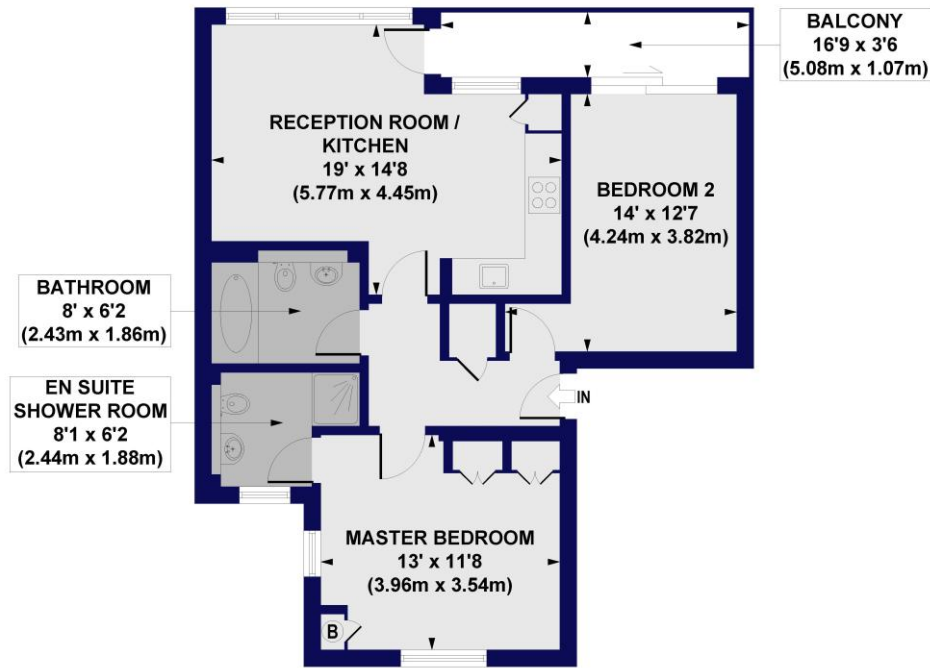 BALCONY
16'9 x 3'6
(5.08m x 1.07m)
RECEPTION ROOM /
KITCHEN
19' x 14'8
(5.77m x 4.45m)
BEDROOM 2
14' x 12'7
(4.24m x 3.82m)
BATHROOM
8' x 6'2
(2.43m x 1.86m)
EN SUITE
SHOWER ROOM
8'1 x 6'2
(2.44m x 1.88m)
IN
MASTER BEDROOM
13' x 11'8
(3.96m x 3.54m)
B